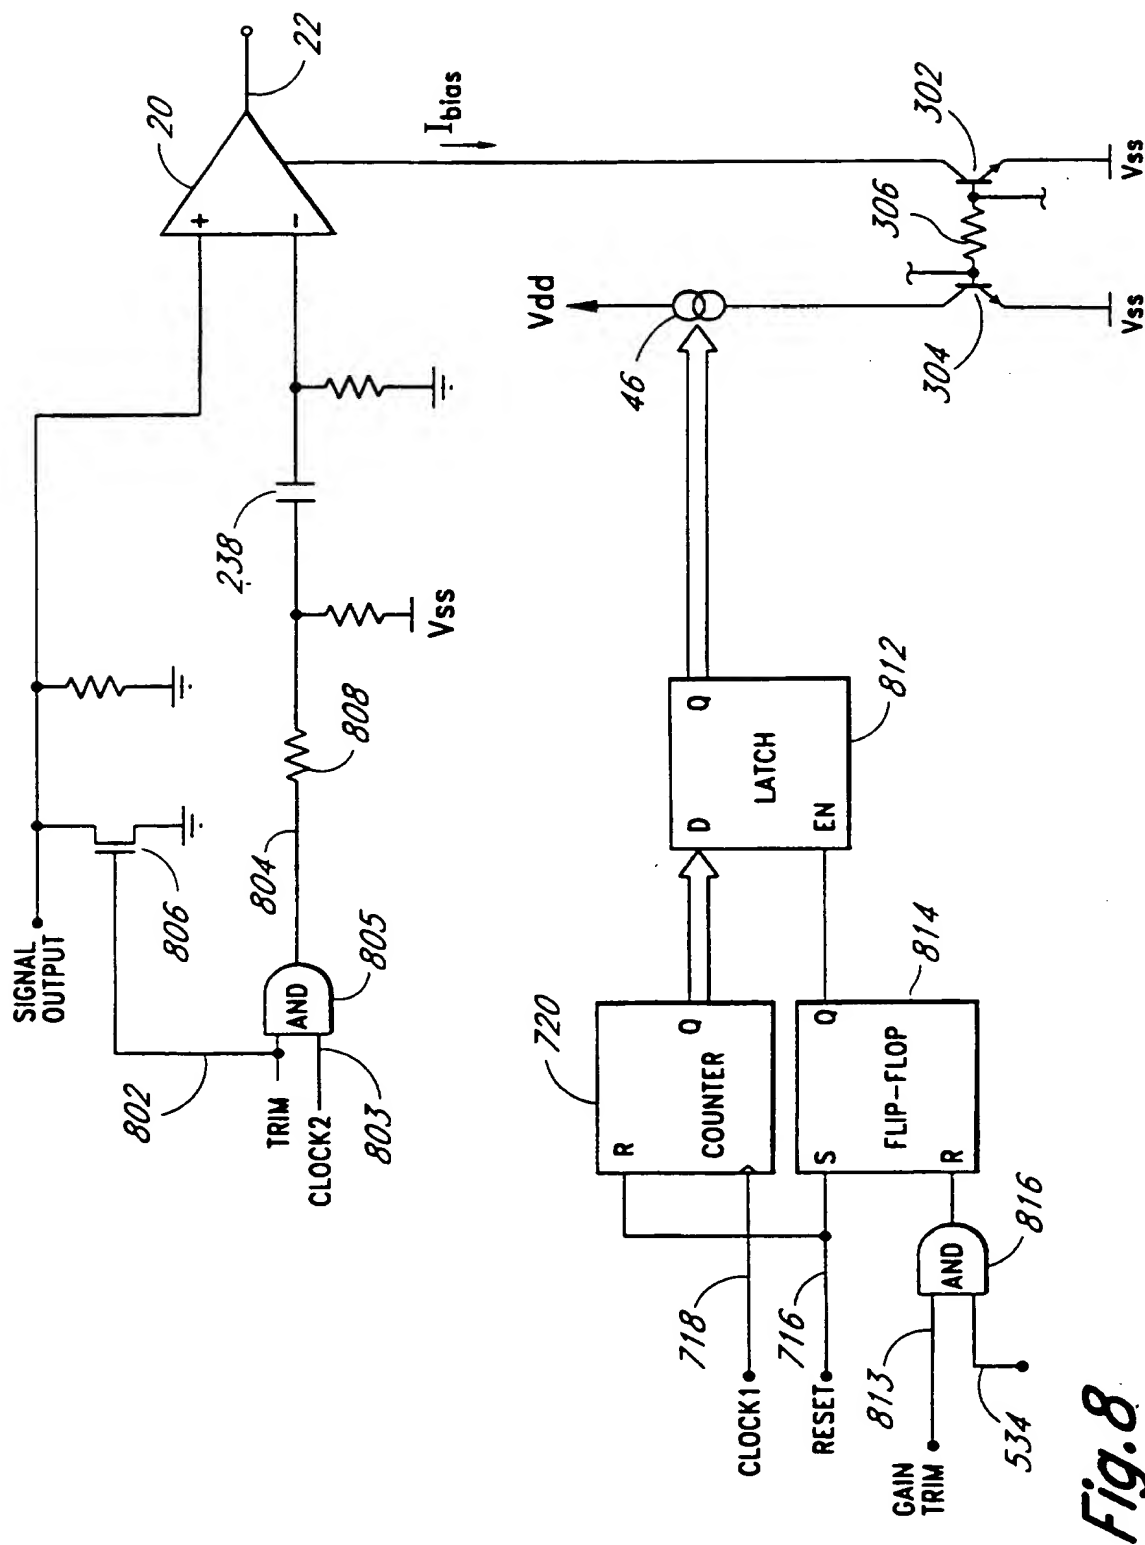 SIGNAL
OUTPUT
20
22
+
-
802
806
804
805
808
238
TRIM
CLOCK2
803
AND
Vss
Ibias
Vdd
46
306
302
304
Vss
Vss
720
R
COUNTER
Q
D
Q
LATCH
EN
812
718
CLOCK1
716
RESET
S
Q
FLIP-FLOP
R
814
813
GAIN
TRIM
AND
816
534
Fig. 8